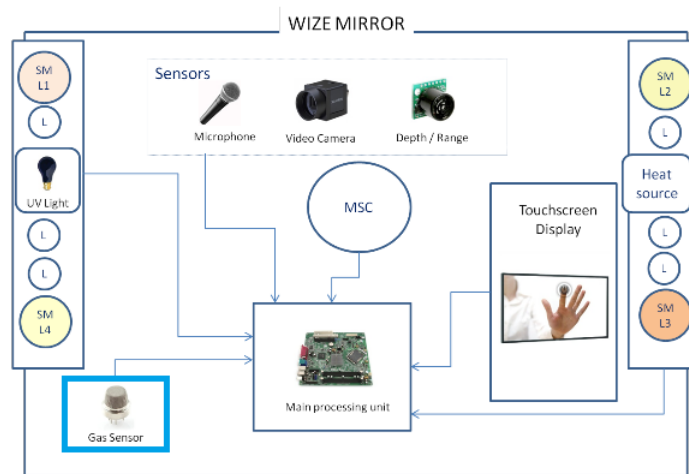 WIZE MIRROR
SM
L1
L
UV Light
L
L
SM
L4
Sensors
Microphone
Video Camera
Depth / Range
MSC
Touchscreen
Display
SM
L2
L
Heat
source
L
L
SM
L3
Main processing unit
Gas Sensor